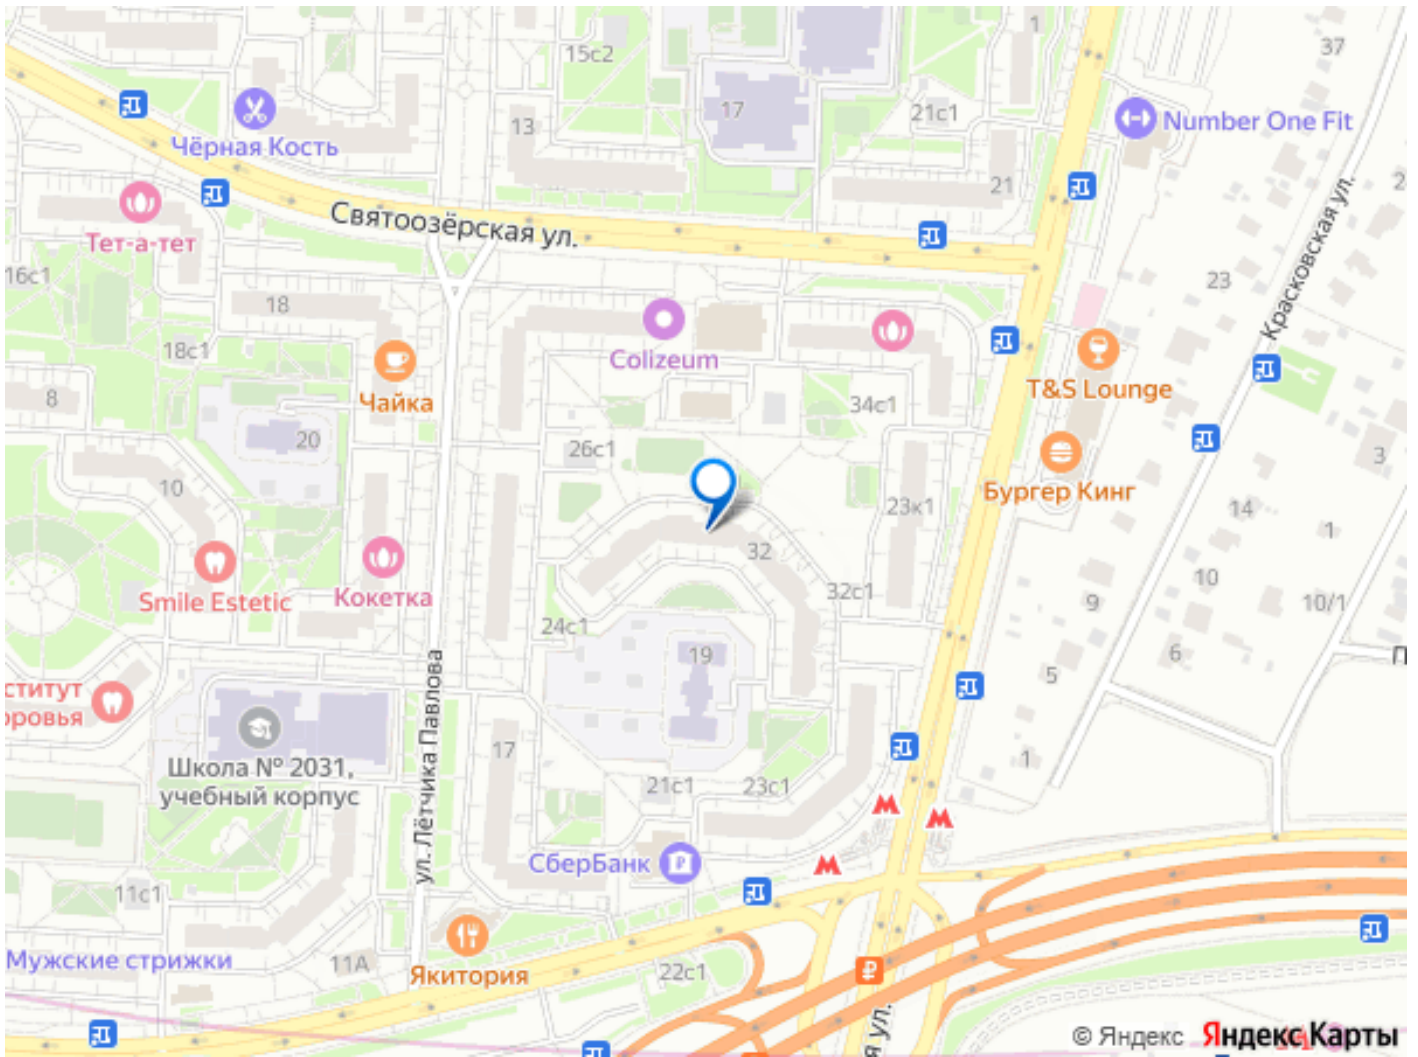 15с2
1
37
17
21с1
Number One Fit
13
Чёрная Кость
21
2
Святоозёрская ул.
Тет-а-тет
16с1
23
Красковская ул.
18
18с1
Colizeum
T&S Lounge
8
Чайка
34с1
20
26с1
3
10
Бургер Кинг
23к1
14
1
32
Smile Estetic
Кокетка
32с1
9
10
10/1
24с1
19
6
П
5
ститут
оровья
ул. Лётчика Павлова
17
1
Школа № 2031,
учебный корпус
21с1
23с1
СберБанк
11с1
Мужские стрижки
11А
Якитория
22с1
я ул.
© Яндекс
Яндекс Карты